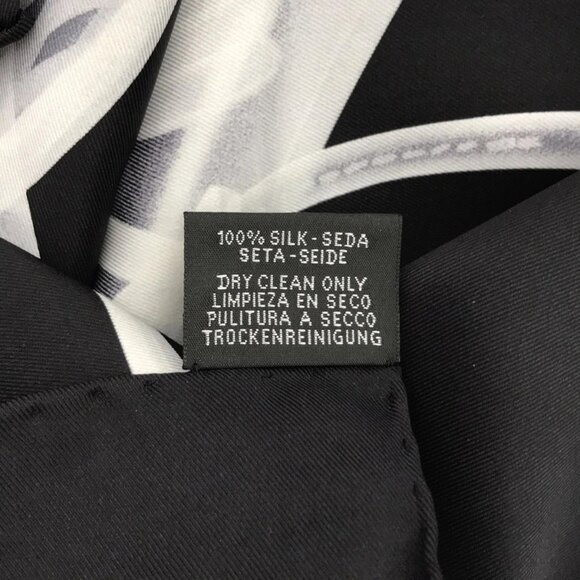 100% SILK-SEDA
SETA-SEIDE
DRY CLEAN ONLY
LIMPIEZA EN SECO
PULITURA A SECCO
TROCKENREINIGUNG